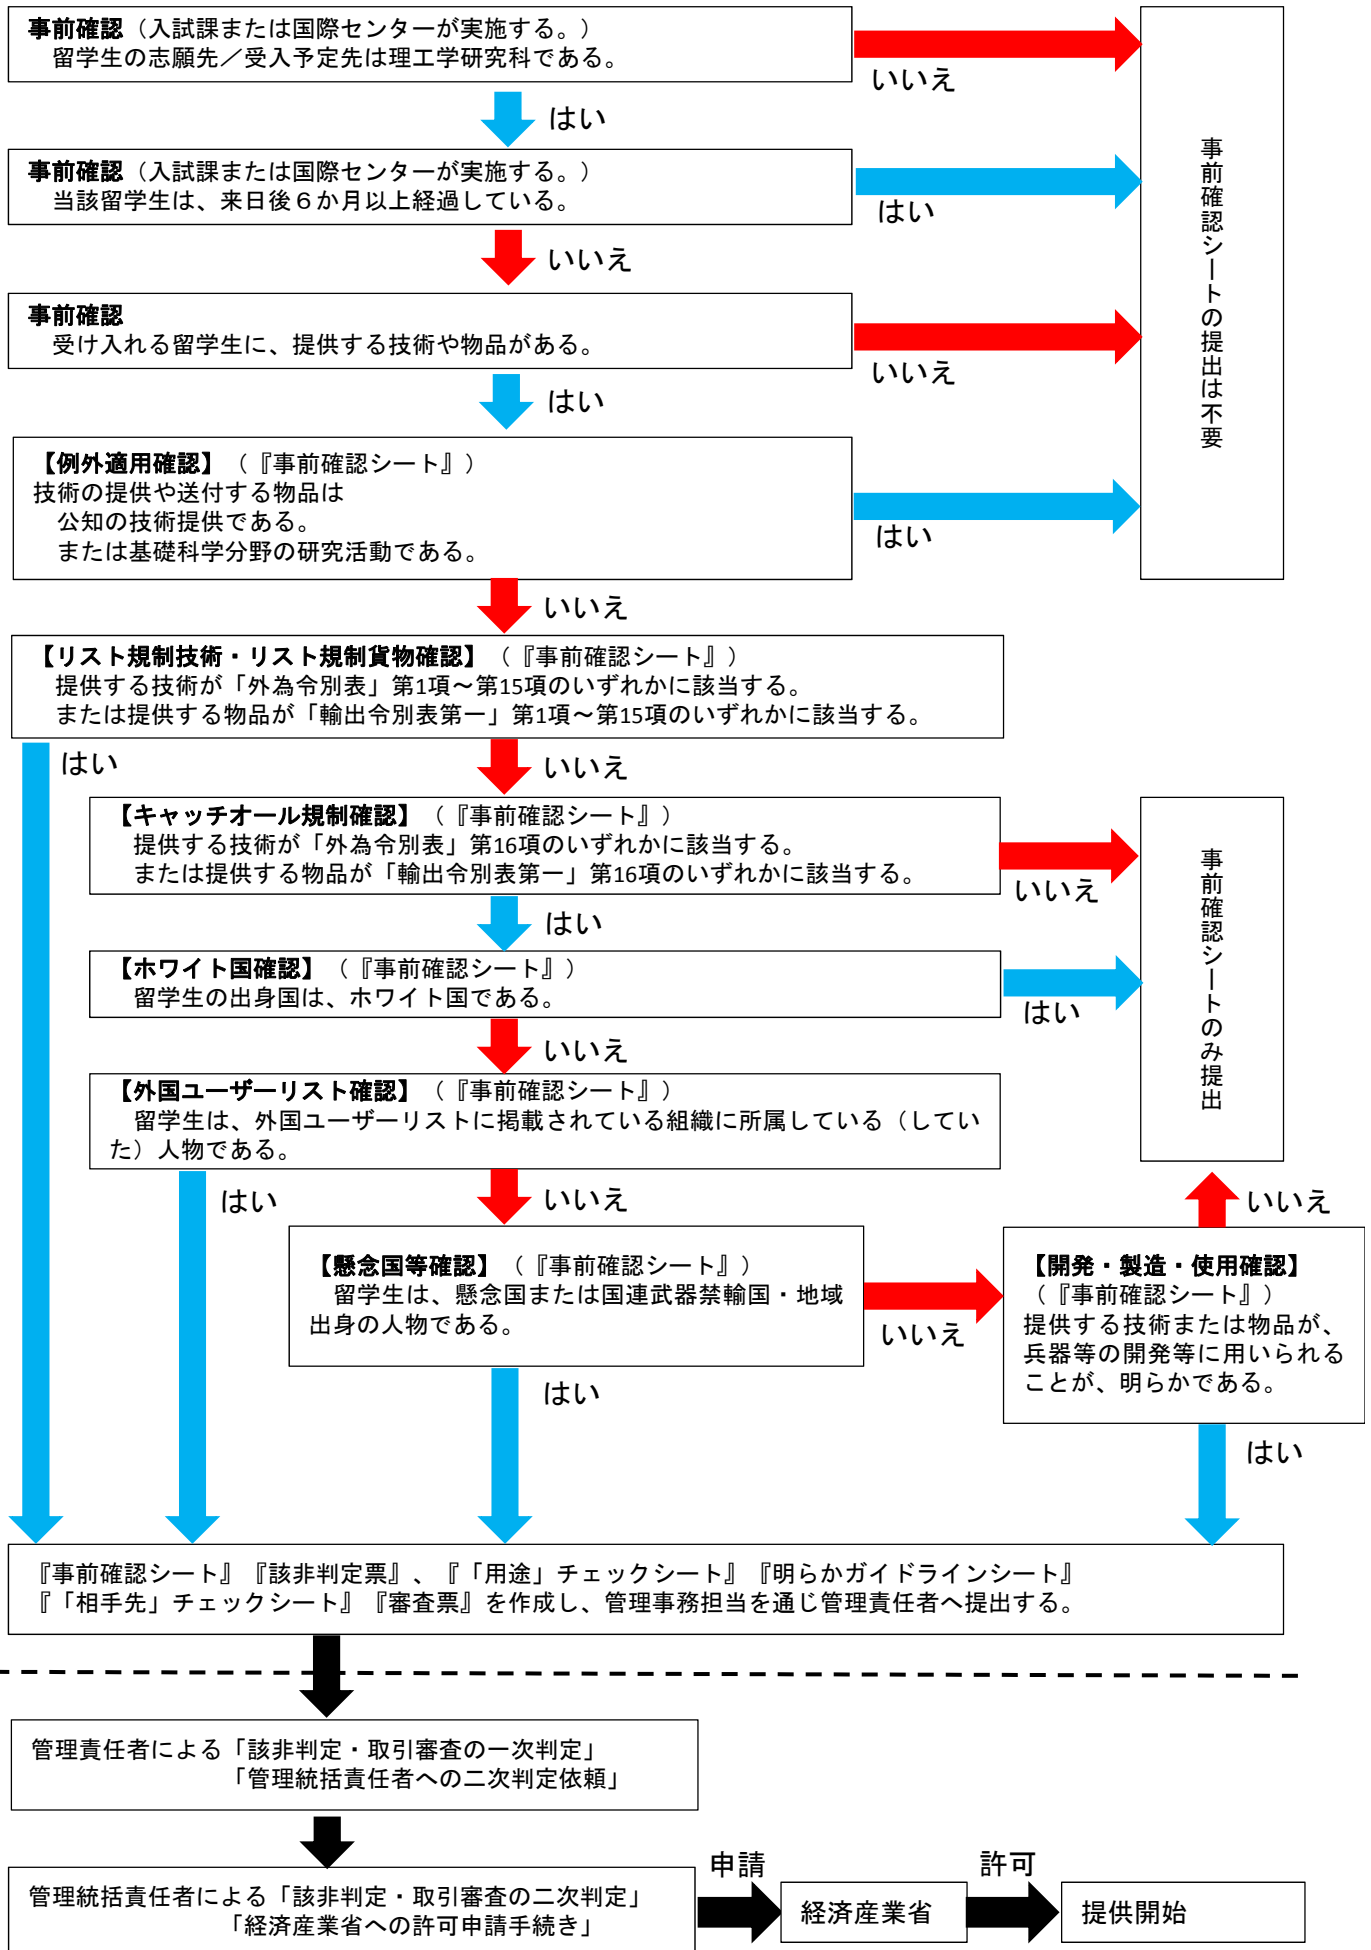 事前確認（入試課または国際センターが実施する。）
留学生の志願先／受入予定先は理工学研究科である。
いいえ
はい
事前確認（入試課または国際センターが実施する。）
当該留学生は、来日後６か月以上経過している。
はい
いいえ
事前確認
受け入れる留学生に、提供する技術や物品がある。
いいえ
はい
事前確認シートの提出は不要
【例外適用確認】（『事前確認シート』）
技術の提供や送付する物品は
公知の技術提供である。
または基礎科学分野の研究活動である。
はい
いいえ
【リスト規制技術・リスト規制貨物確認】（『事前確認シート』）
提供する技術が「外為令別表」第1項～第15項のいずれかに該当する。
または提供する物品が「輸出令別表第一」第1項～第15項のいずれかに該当する。
はい
いいえ
【キャッチオール規制確認】（『事前確認シート』）
提供する技術が「外為令別表」第16項のいずれかに該当する。
または提供する物品が「輸出令別表第一」第16項のいずれかに該当する。
いいえ
はい
【ホワイト国確認】（『事前確認シート』）
留学生の出身国は、ホワイト国である。
はい
いいえ
事前確認シートのみ提出
【外国ユーザーリスト確認】（『事前確認シート』）
留学生は、外国ユーザーリストに掲載されている組織に所属している（してい
た）人物である。
はい
いいえ
いいえ
【懸念国等確認】（『事前確認シート』）
留学生は、懸念国または国連武器禁輸国・地域
出身の人物である。
いいえ
はい
【開発・製造・使用確認】
（『事前確認シート』）
提供する技術または物品が、
兵器等の開発等に用いられる
ことが、明らかである。
はい
『事前確認シート』『該非判定票』、『「用途」チェックシート』『明らかガイドラインシート』
『「相手先」チェックシート』『審査票』を作成し、管理事務担当を通じ管理責任者へ提出する。
管理責任者による「該非判定・取引審査の一次判定」
「管理統括責任者への二次判定依頼」
管理統括責任者による「該非判定・取引審査の二次判定」
「経済産業省への許可申請手続き」
申請
経済産業省
許可
提供開始